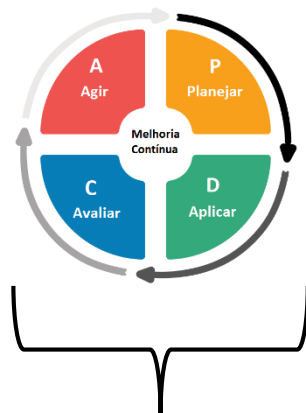 A
Agir
P
Planejar
Melhoria
Contínua
C
Avaliar
D
Aplicar